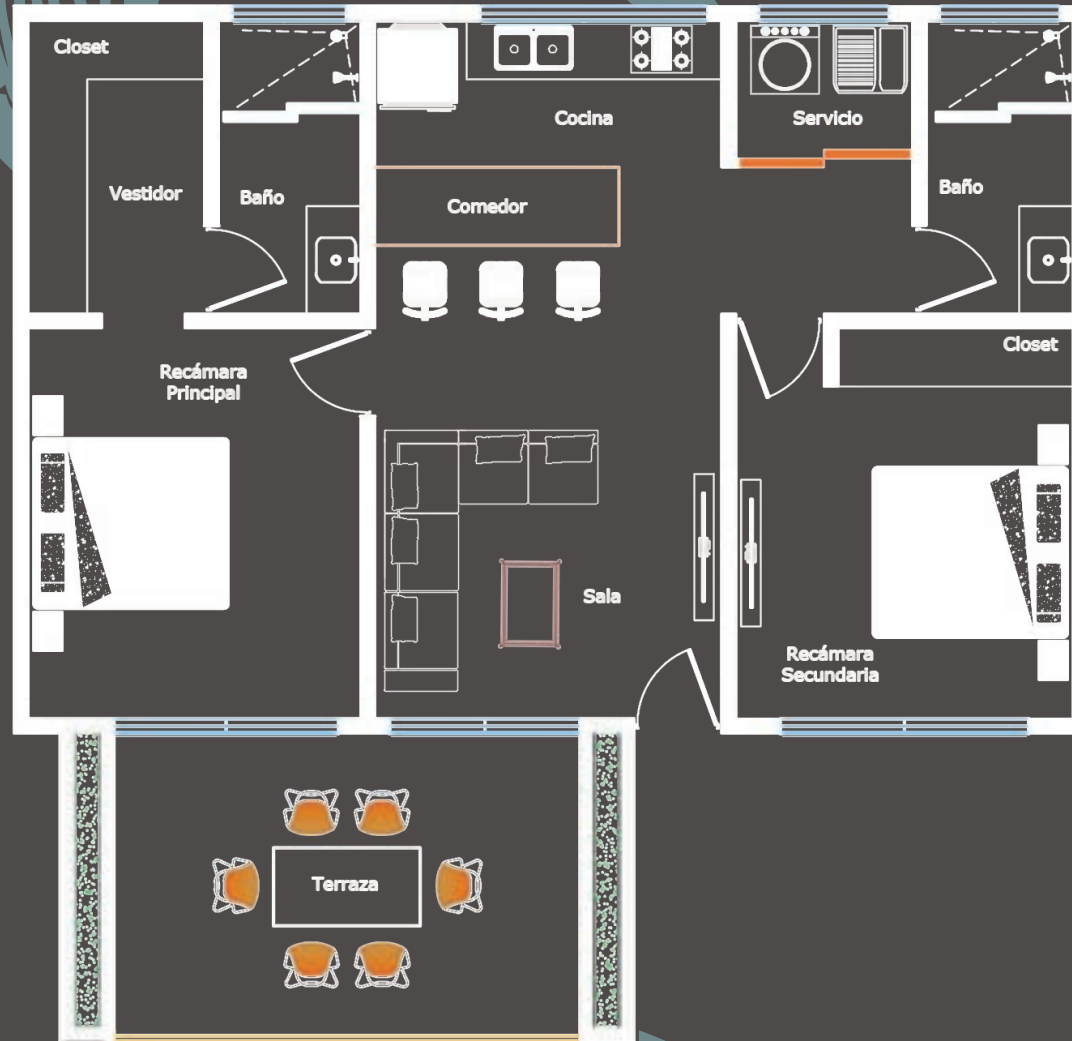 Closet
Cocina
Servicio
Vestidor
Baño
Comedor
Baño
Closet
Recámara
Principal
Sala
Recámara
Secundaria
Terraza